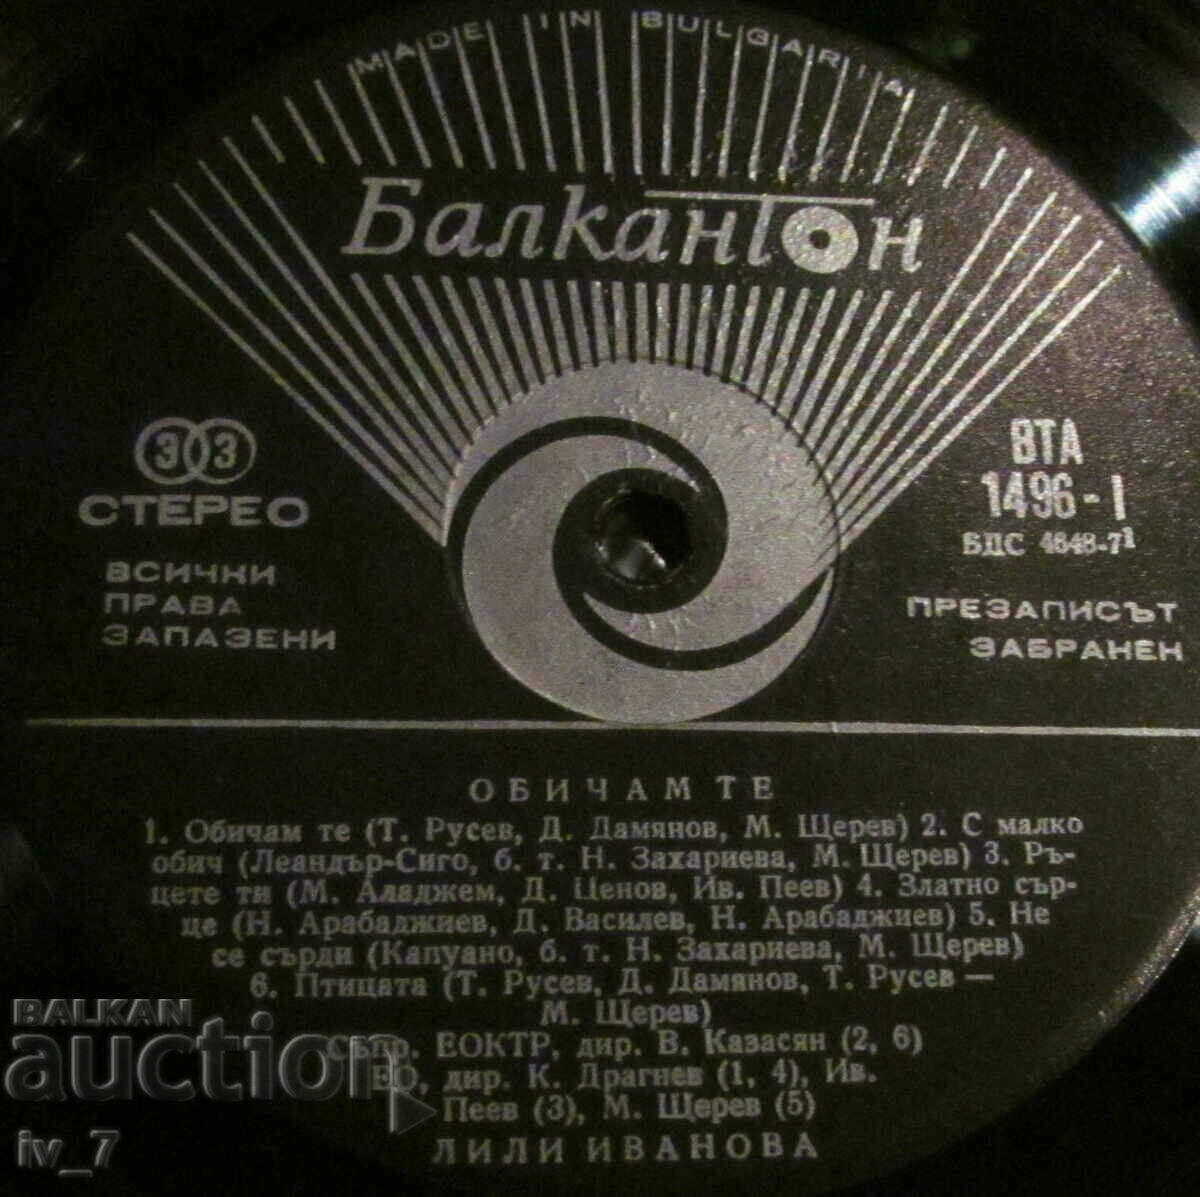 MADE IN BULGARIA
Балкантон
33
СТЕРЕО
ВСИЧКИ
ПРАВА
ЗАПАЗЕНИ
ВТА
1496-I
БДС 4648-71
ПРЕЗАПИСЪТ
ЗАБРАНЕН
ОБИЧАМ ТЕ
1. Обичам те (Т. Русев, Д. Дамянов, М. Щерев) 2. С малко
обич (Леандър-Сиго, б. т. Н. Захариева, М. Щерев) 3. Ръ-
цете ти (М. Аладжем, Д. Ценов, Ив. Пеев) 4. Златно сър-
це (Н. Арабаджиев, Д. Василев, Н. Арабаджиев) 5. Не
се сърди (Капуано, б. т. Н. Захариева, М. Щерев)
6. Птицата (Т. Русев, Д. Дамянов, Т. Русев —
М. Щерев)
Съпр. ЕОКТР, дир. В. Казасян (2, 6)
ЕО, дир. К. Драгнев (1, 4), Ив.
Пеев (3), М. Щерев (5)
ЛИЛИ ИВАНОВА
BALKAN
auction
iv_7